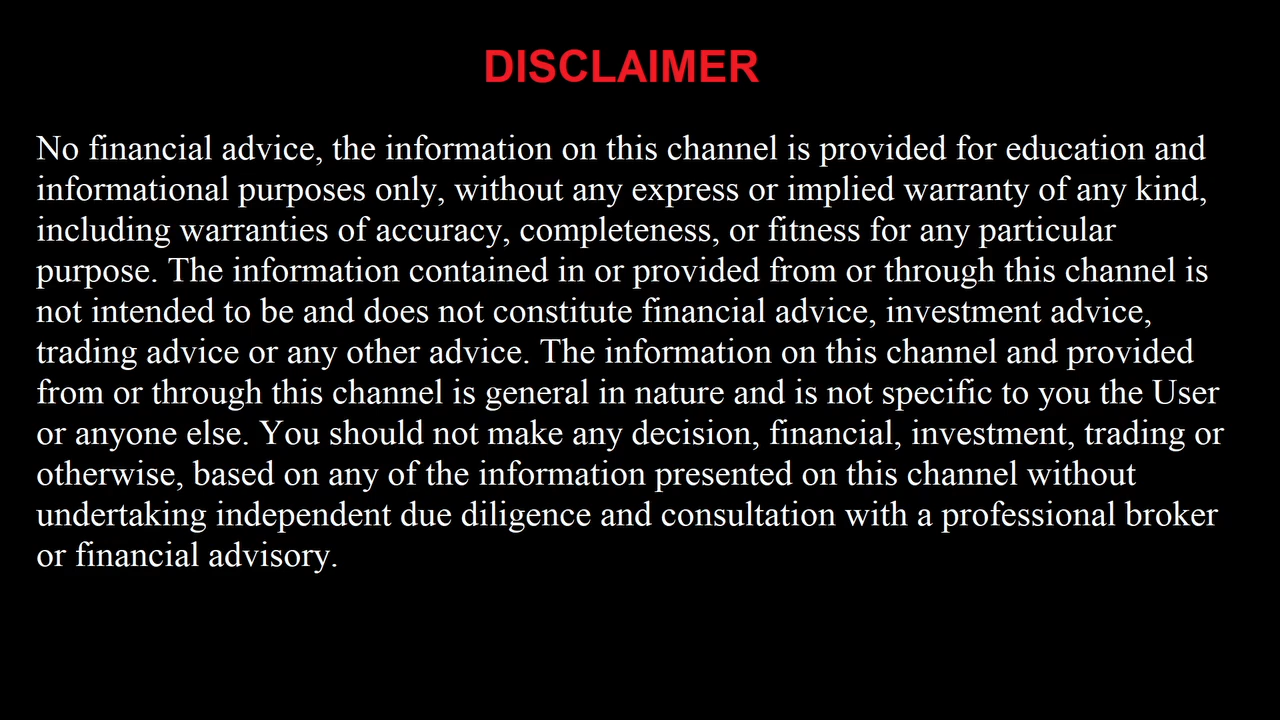 DISCLAIMER
No financial advice, the information on this channel is provided for education and
informational purposes only, without any express or implied warranty of any kind,
including warranties of accuracy, completeness, or fitness for any particular
purpose. The information contained in or provided from or through this channel is
not intended to be and does not constitute financial advice, investment advice,
trading advice or any other advice. The information on this channel and provided
from or through this channel is general in nature and is not specific to you the User
or anyone else. You should not make any decision, financial, investment, trading or
otherwise, based on any of the information presented on this channel without
undertaking independent due diligence and consultation with a professional broker
or financial advisory.